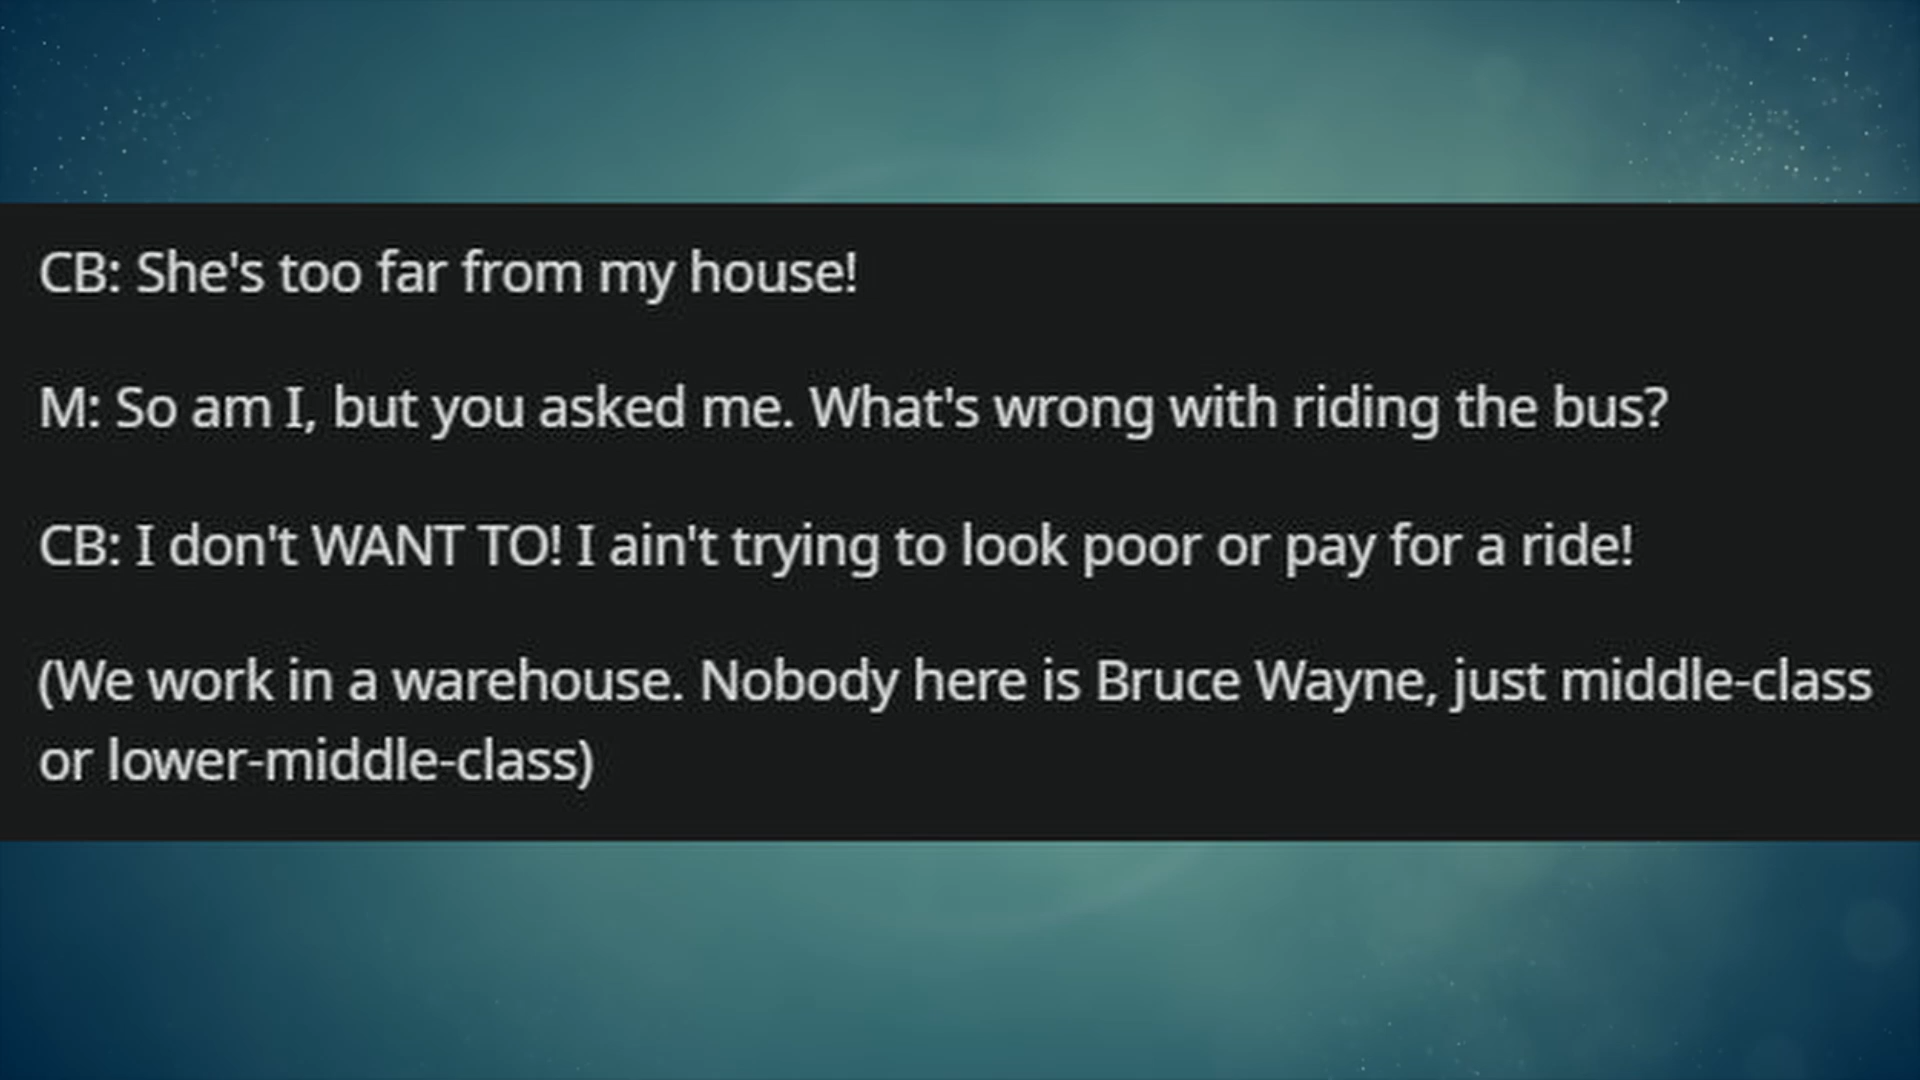 CB: She's too far from my house!
M: So am I, but you asked me. What's wrong with riding the bus?
CB: I don't WANT TO! I ain't trying to look poor or pay for a ride!
(We work in a warehouse. Nobody here is Bruce Wayne, just middle-class
or lower-middle-class)